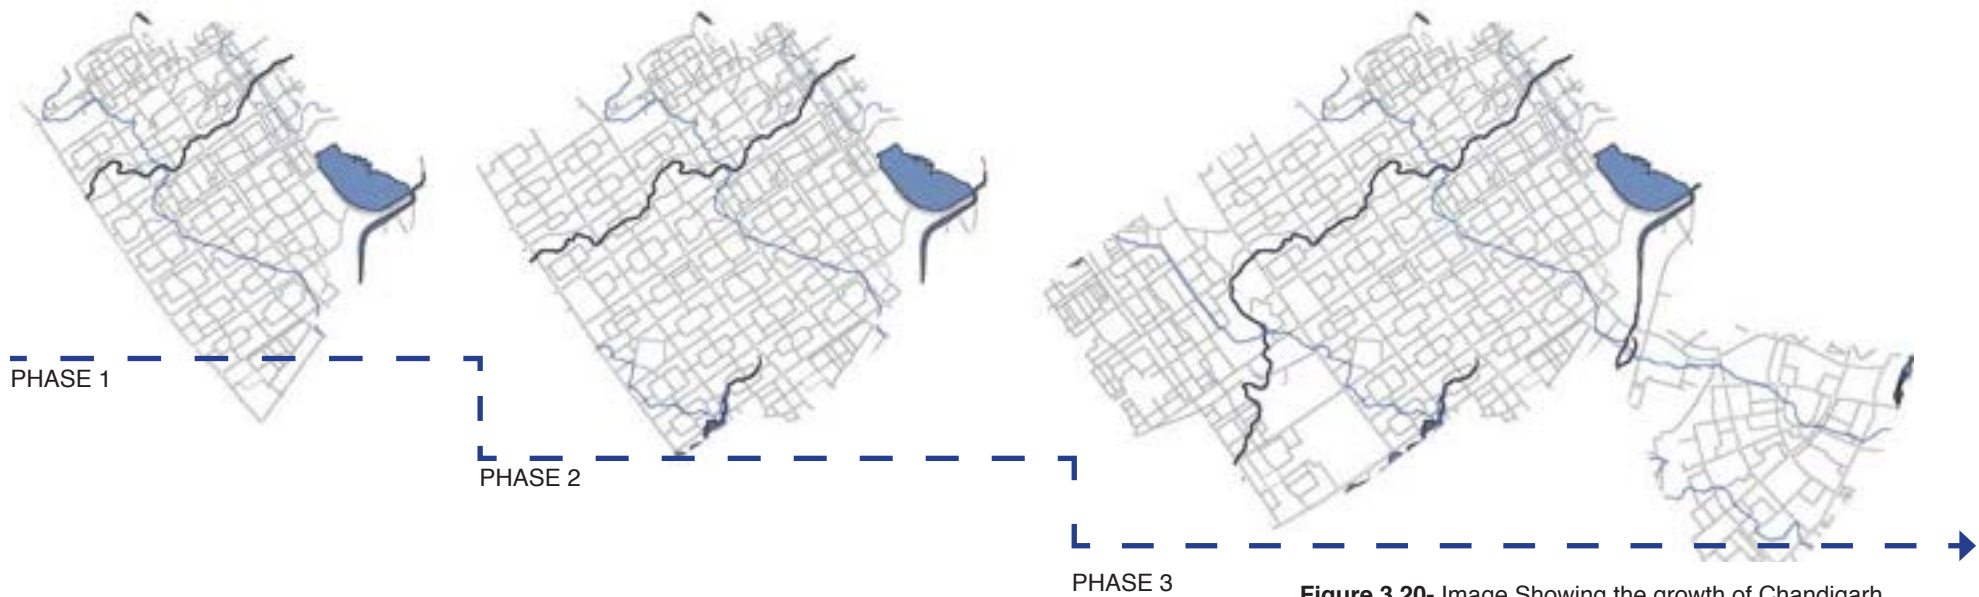 PHASE 1
PHASE 2
PHASE 3
Figure 3.20- Image Showing the growth of Chandigarh